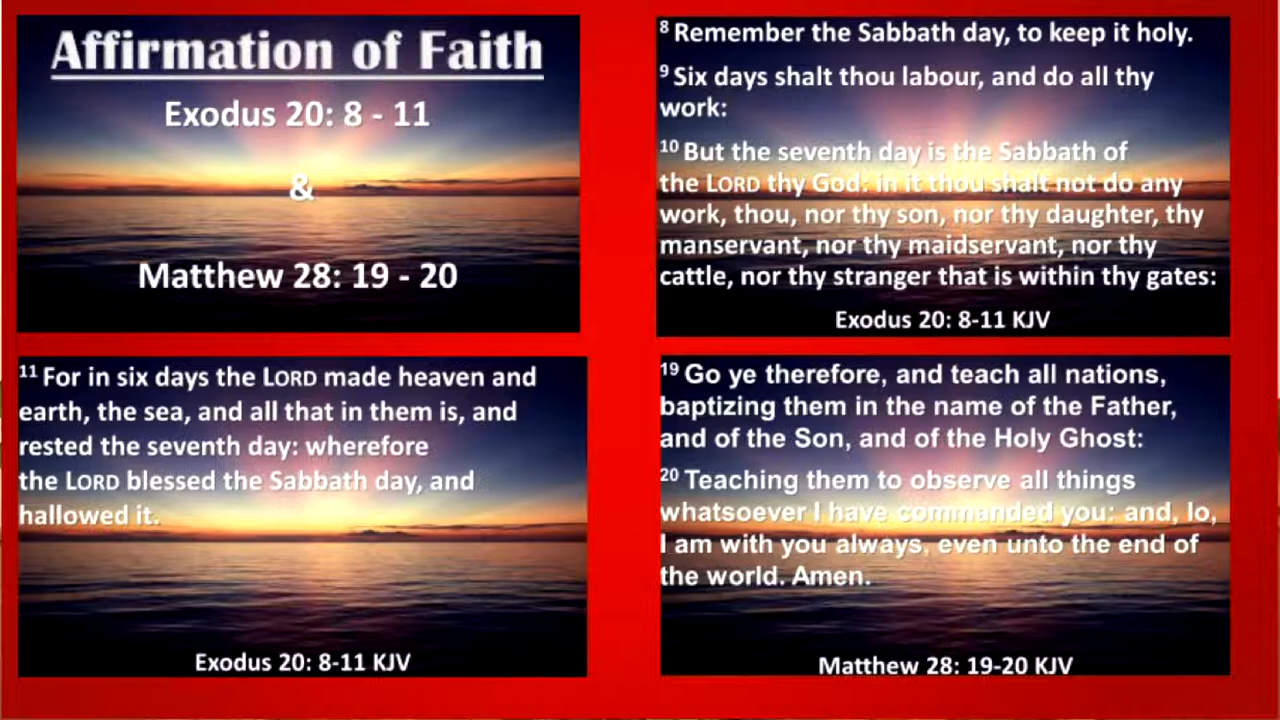 Affirmation of Faith
Exodus 20: 8 - 11
&
Matthew 28: 19 - 20
8 Remember the Sabbath day, to keep it holy.
9 Six days shalt thou labour, and do all thy
work:
10 But the seventh day is the Sabbath of
the LORD thy God: in it thou shalt not do any
work, thou, nor thy son, nor thy daughter, thy
manservant, nor thy maidservant, nor thy
cattle, nor thy stranger that is within thy gates:
Exodus 20: 8-11 KJV
11 For in six days the LORD made heaven and
earth, the sea, and all that in them is, and
rested the seventh day: wherefore
the LORD blessed the Sabbath day, and
hallowed it.
Exodus 20: 8-11 KJV
19 Go ye therefore, and teach all nations,
baptizing them in the name of the Father,
and of the Son, and of the Holy Ghost:
20 Teaching them to observe all things
whatsoever I have commanded you: and, lo,
I am with you always, even unto the end of
the world. Amen.
Matthew 28: 19-20 KJV